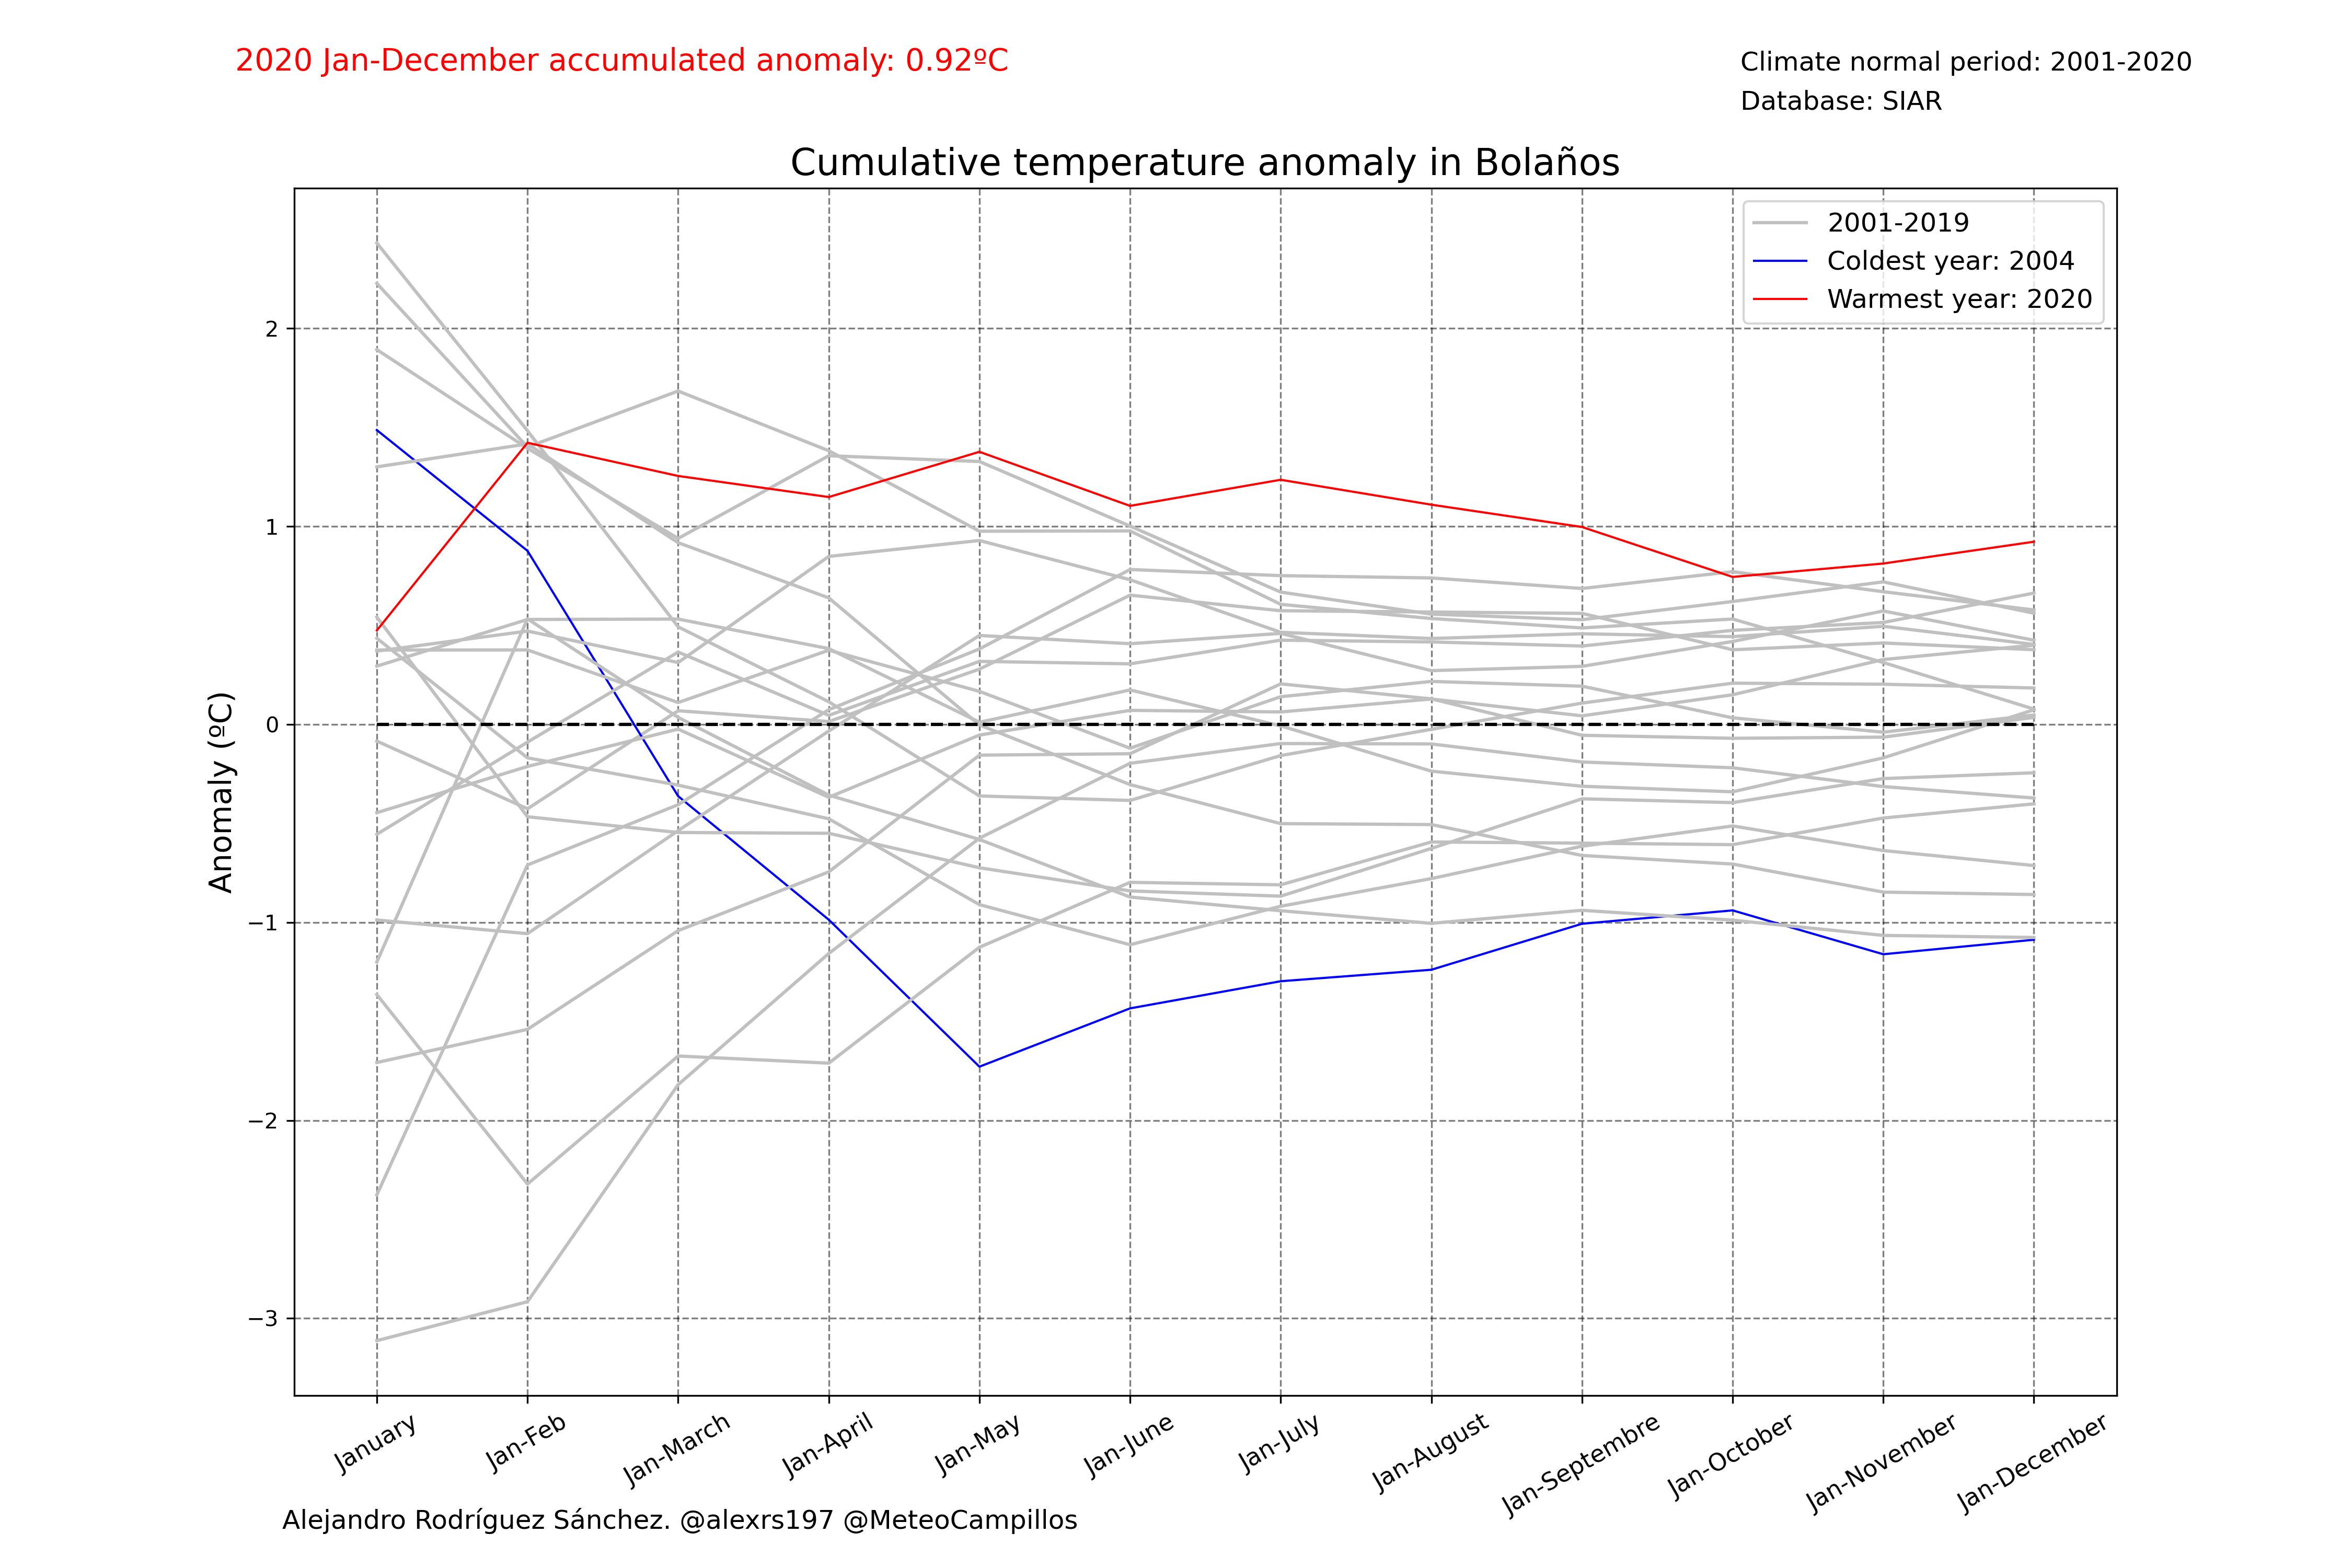 2020 Jan-December accumulated anomaly: 0.92ºC
Climate normal period: 2001-2020
Database: SIAR
Cumulative temperature anomaly in Bolaños
2001-2019
Coldest year: 2004
Warmest year: 2020
Anomaly (ºC)
2
1
0
−1
−2
−3
January
Jan-Feb
Jan-March
Jan-April
Jan-May
Jan-June
Jan-July
Jan-August
Jan-Septembre
Jan-October
Jan-November
Jan-December
Alejandro Rodríguez Sánchez. @alexrs197 @MeteoCampillos